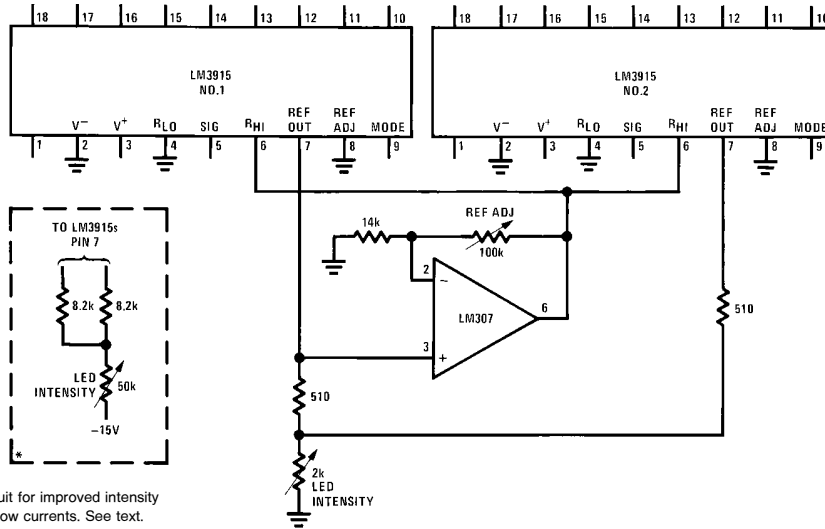 18 17 16 15 14 13 12 11 10
18 17 16 15 14 13 12 11
LM3915
NO.1
LM3915
NO.2
V− V+ RLO SIG RHI REF OUT REF ADJ MODE
V− V+ RLO SIG RHI REF OUT REF ADJ
1 2 3 4 5 6 7 8 9
1 2 3 4 5 6 7 8 9
TO LM3915s
PIN 7
8.2k 8.2k
LED
INTENSITY
50k
−15V
*
14k
REF ADJ
100k
2
−
LM307
6
3
+
510
510
2k
LED
INTENSITY
uit for improved intensity
ow currents. See text.